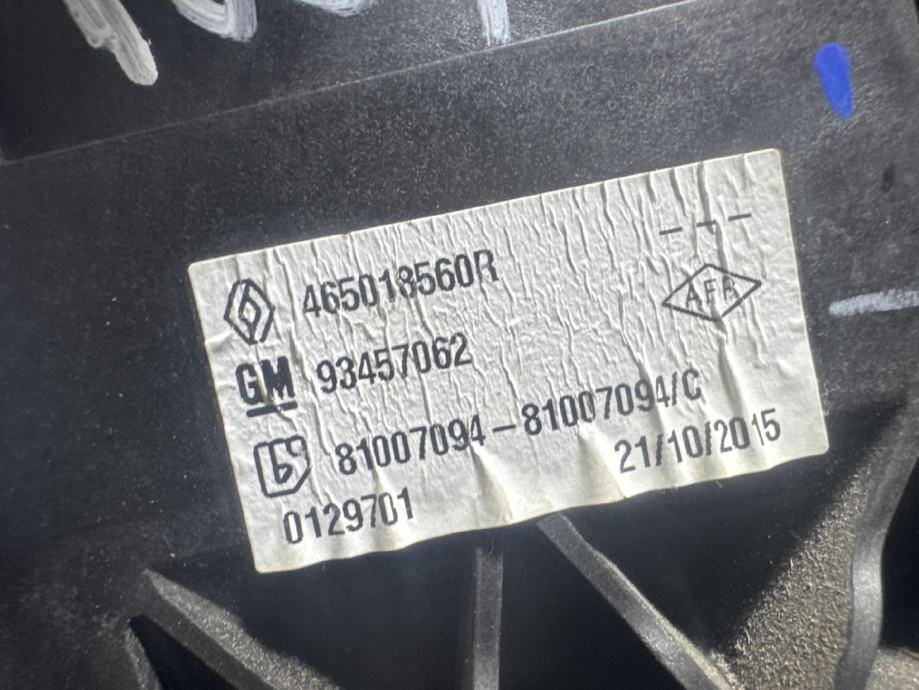 465018560R
- - -
AFR
GM 93457062
81007094-81007094/C
21/10/2015
0129701